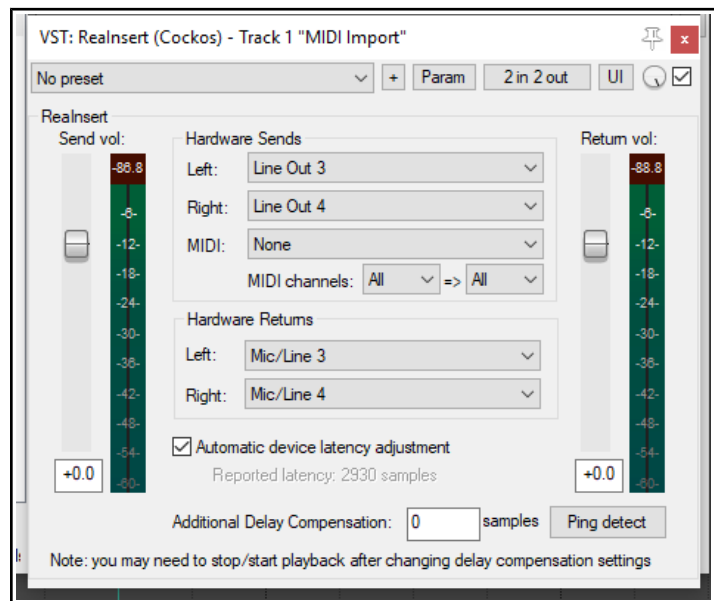 VST: ReaInsert (Cockos) - Track 1 "MIDI Import"
No preset + Param 2 in 2 out UI
ReaInsert
Send vol: Hardware Sends Return vol:
-86.8 Left: Line Out 3 -88.8
-6- Right: Line Out 4 -6-
-12- MIDI: None -12-
-18- MIDI channels: All => All -18-
-24- -24-
-30- Hardware Returns -30-
-36- Left: Mic/Line 3 -36-
-42- Right: Mic/Line 4 -42-
-48- -48-
-54- Automatic device latency adjustment -54-
+0.0 -60- Reported latency: 2930 samples +0.0 -60-
Additional Delay Compensation: 0 samples Ping detect
Note: you may need to stop/start playback after changing delay compensation settings